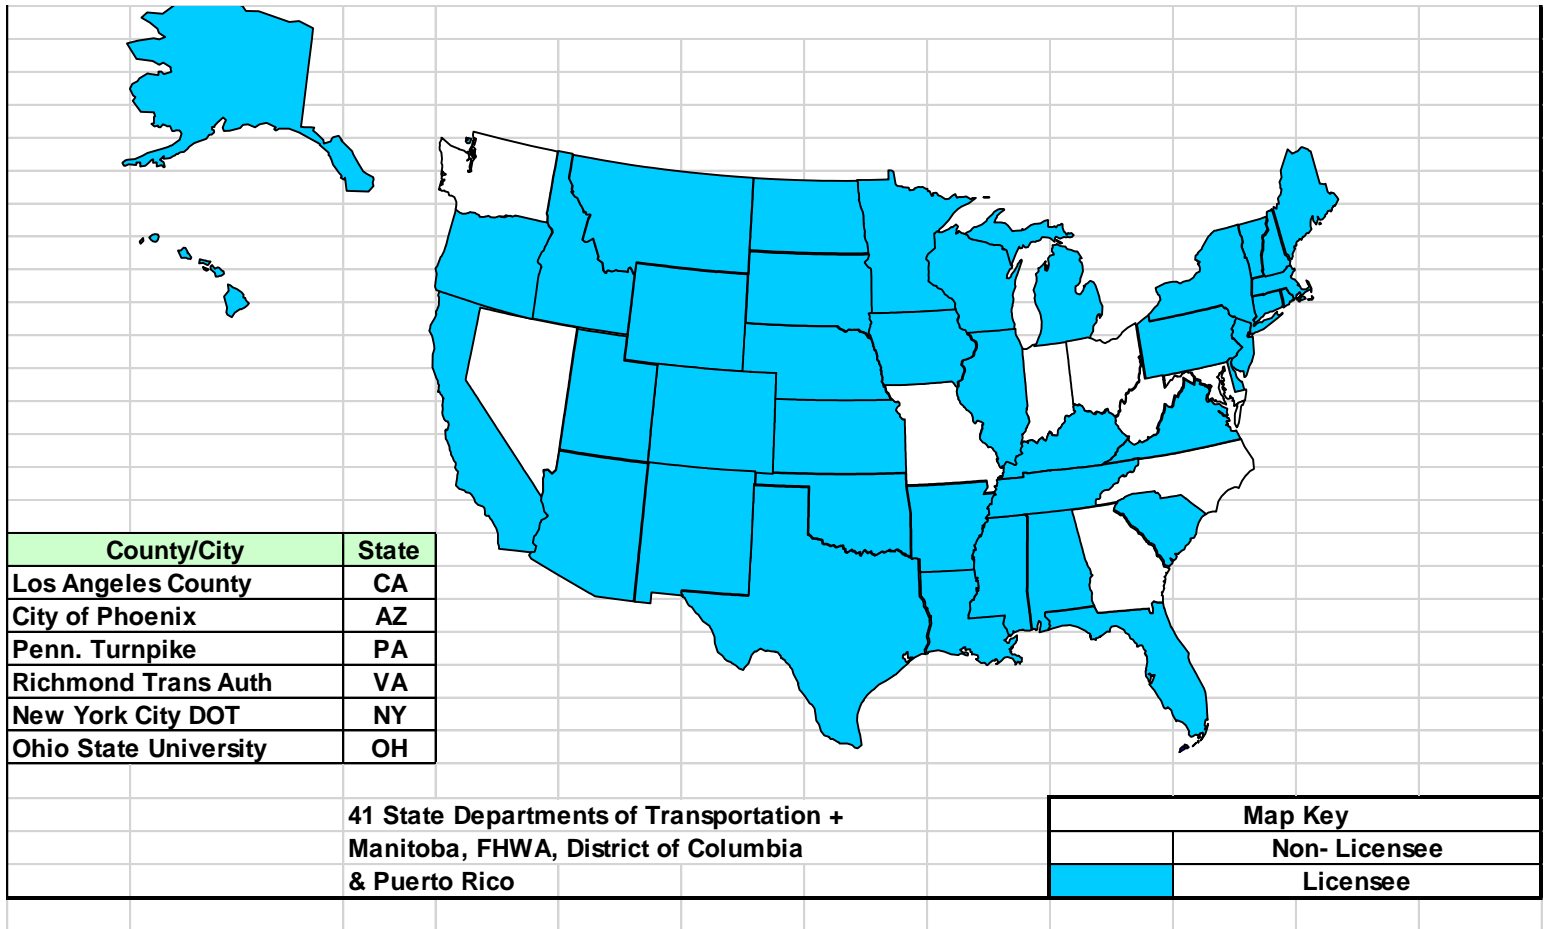 County/City State
Los Angeles County CA
City of Phoenix AZ
Penn. Turnpike PA
Richmond Trans Auth VA
New York City DOT NY
Ohio State University OH
41 State Departments of Transportation +
Manitoba, FHWA, District of Columbia
& Puerto Rico
Map Key
Non- Licensee
Licensee